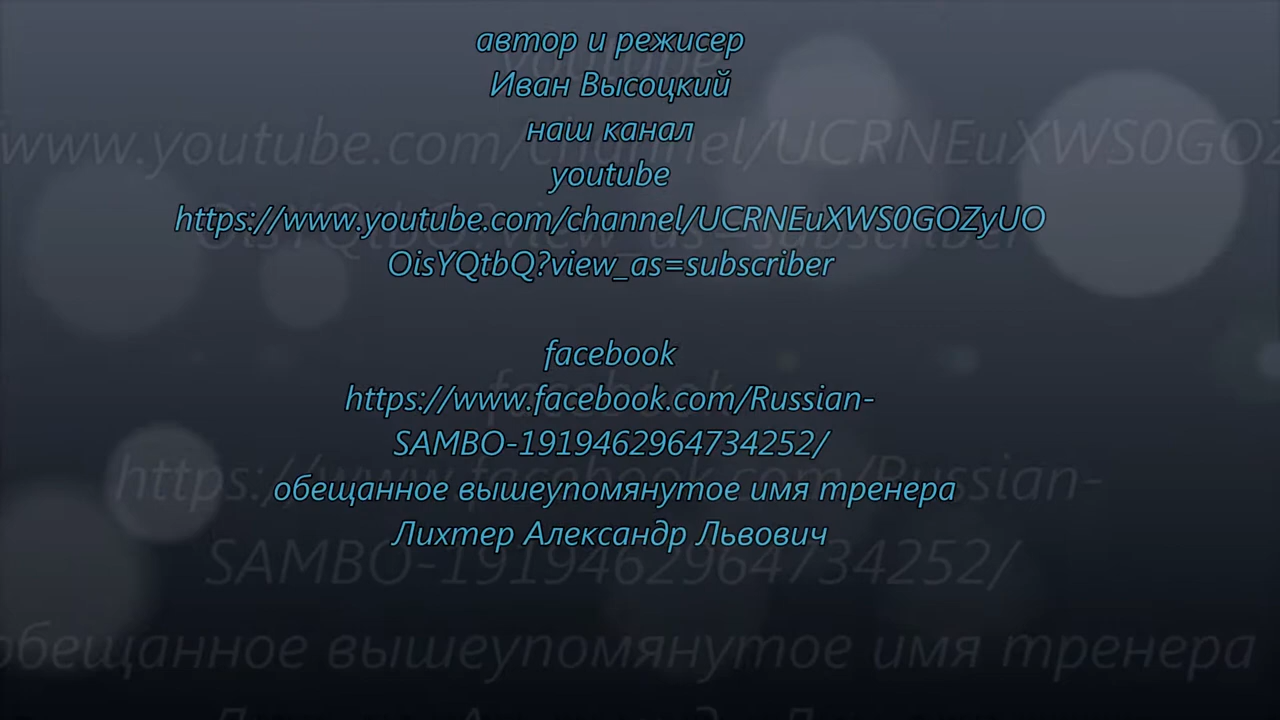 автор и режисер
Иван Высоцкий
наш канал
youtube
https://www.youtube.com/channel/UCRNEuXWS0GOZyUO
OisYQtbQ?view_as=subscriber
facebook
https://www.facebook.com/Russian-
SAMBO-1919462964734252/
обещанное вышеупомянутое имя тренера
Лихтер Александр Львович